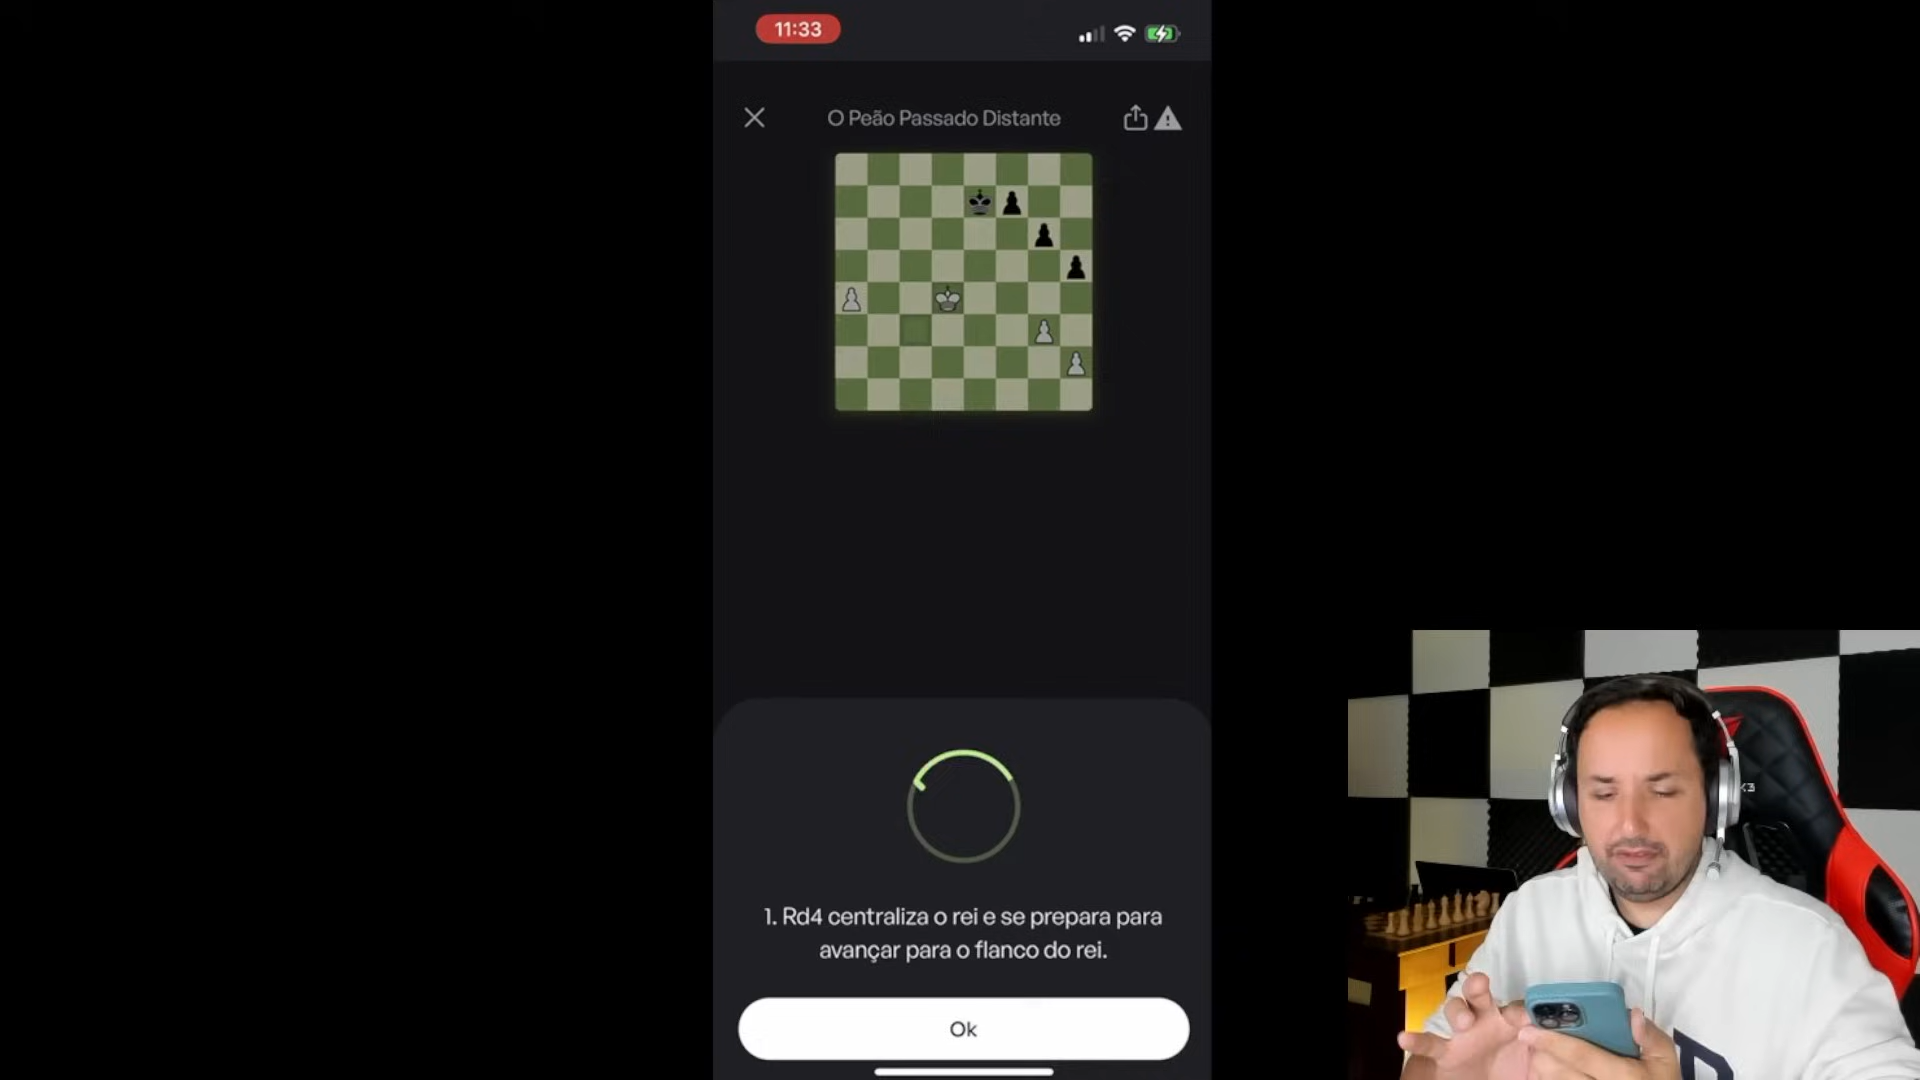 11:33
O Peão Passado Distante
1. Rd4 centraliza o rei e se prepara para
avançar para o flanco do rei.
Ok